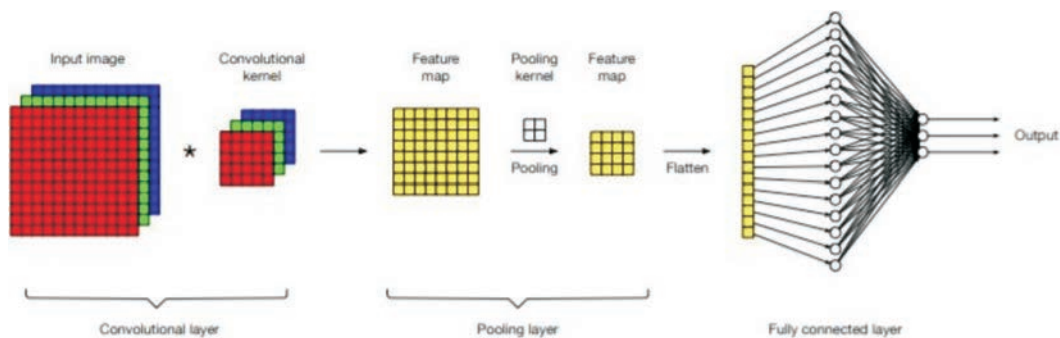 Input image
Convolutional
kernel
Feature
map
Pooling
kernel
Feature
map
*
Pooling
Flatten
Output
Convolutional layer
Pooling layer
Fully connected layer